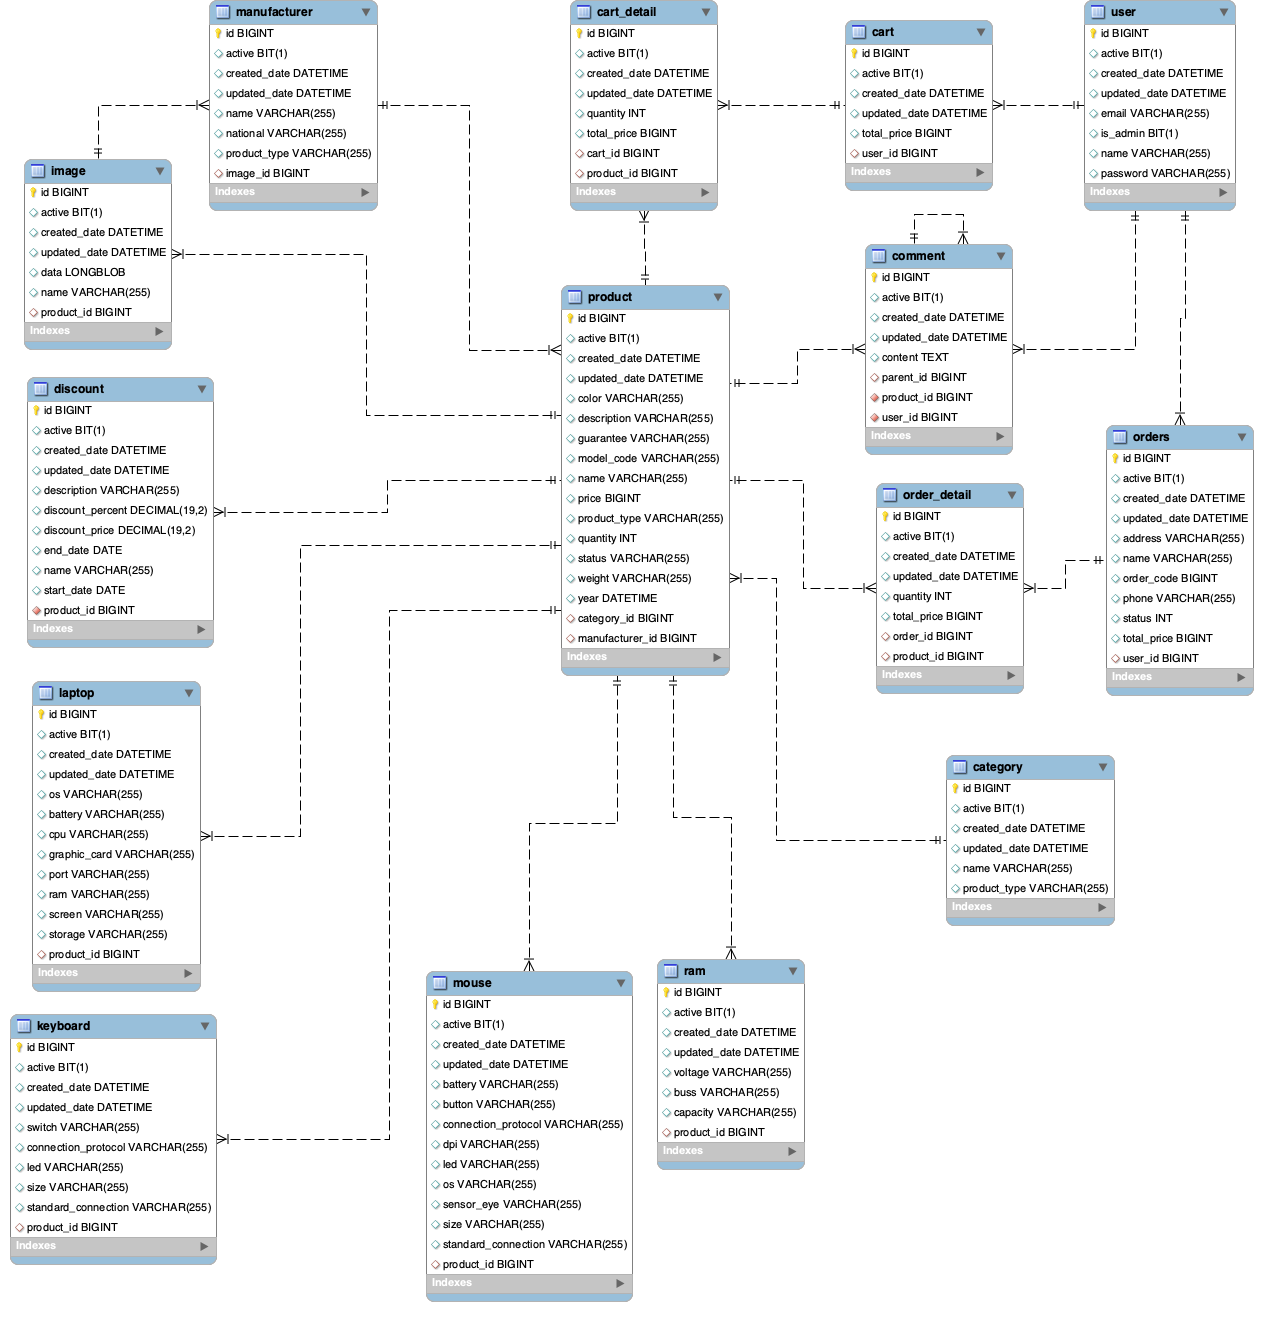 manufacturer
id BIGINT
active BIT(1)
created_date DATETIME
updated_date DATETIME
name VARCHAR(255)
national VARCHAR(255)
product_type VARCHAR(255)
image_id BIGINT
Indexes
cart_detail
id BIGINT
active BIT(1)
created_date DATETIME
updated_date DATETIME
quantity INT
total_price BIGINT
cart_id BIGINT
product_id BIGINT
Indexes
cart
id BIGINT
active BIT(1)
created_date DATETIME
updated_date DATETIME
total_price BIGINT
user_id BIGINT
Indexes
user
id BIGINT
active BIT(1)
created_date DATETIME
updated_date DATETIME
email VARCHAR(255)
is_admin BIT(1)
name VARCHAR(255)
password VARCHAR(255)
Indexes
image
id BIGINT
active BIT(1)
created_date DATETIME
updated_date DATETIME
data LONGBLOB
name VARCHAR(255)
product_id BIGINT
Indexes
comment
id BIGINT
active BIT(1)
created_date DATETIME
updated_date DATETIME
content TEXT
parent_id BIGINT
product_id BIGINT
user_id BIGINT
Indexes
product
id BIGINT
active BIT(1)
created_date DATETIME
updated_date DATETIME
color VARCHAR(255)
description VARCHAR(255)
guarantee VARCHAR(255)
model_code VARCHAR(255)
name VARCHAR(255)
price BIGINT
product_type VARCHAR(255)
quantity INT
status VARCHAR(255)
weight VARCHAR(255)
year DATETIME
category_id BIGINT
manufacturer_id BIGINT
Indexes
discount
id BIGINT
active BIT(1)
created_date DATETIME
updated_date DATETIME
description VARCHAR(255)
discount_percent DECIMAL(19,2)
discount_price DECIMAL(19,2)
end_date DATE
name VARCHAR(255)
start_date DATE
product_id BIGINT
Indexes
orders
id BIGINT
active BIT(1)
created_date DATETIME
updated_date DATETIME
address VARCHAR(255)
name VARCHAR(255)
order_code BIGINT
phone VARCHAR(255)
status INT
total_price BIGINT
user_id BIGINT
Indexes
order_detail
id BIGINT
active BIT(1)
created_date DATETIME
updated_date DATETIME
quantity INT
total_price BIGINT
order_id BIGINT
product_id BIGINT
Indexes
laptop
id BIGINT
active BIT(1)
created_date DATETIME
updated_date DATETIME
os VARCHAR(255)
battery VARCHAR(255)
cpu VARCHAR(255)
graphic_card VARCHAR(255)
port VARCHAR(255)
ram VARCHAR(255)
screen VARCHAR(255)
storage VARCHAR(255)
product_id BIGINT
Indexes
category
id BIGINT
active BIT(1)
created_date DATETIME
updated_date DATETIME
name VARCHAR(255)
product_type VARCHAR(255)
Indexes
keyboard
id BIGINT
active BIT(1)
created_date DATETIME
updated_date DATETIME
switch VARCHAR(255)
connection_protocol VARCHAR(255)
led VARCHAR(255)
size VARCHAR(255)
standard_connection VARCHAR(255)
product_id BIGINT
Indexes
mouse
id BIGINT
active BIT(1)
created_date DATETIME
updated_date DATETIME
battery VARCHAR(255)
button VARCHAR(255)
connection_protocol VARCHAR(255)
dpi VARCHAR(255)
led VARCHAR(255)
os VARCHAR(255)
sensor_eye VARCHAR(255)
size VARCHAR(255)
standard_connection VARCHAR(255)
product_id BIGINT
Indexes
ram
id BIGINT
active BIT(1)
created_date DATETIME
updated_date DATETIME
voltage VARCHAR(255)
buss VARCHAR(255)
capacity VARCHAR(255)
product_id BIGINT
Indexes